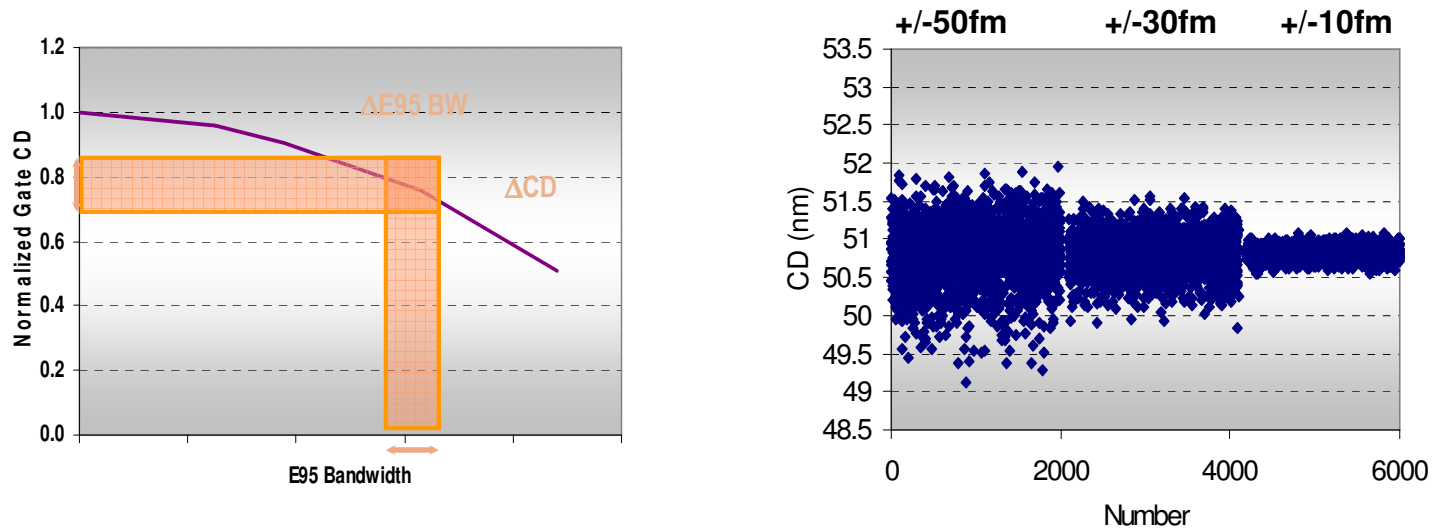 1.2
1.0
0.8
0.6
0.4
0.2
0.0
Normalized Gate CD
ΔE95 BW
ΔCD
E95 Bandwidth
+/-50fm +/-30fm +/-10fm
53.5
53
52.5
52
51.5
51
50.5
50
49.5
49
48.5
CD (nm)
0 2000 4000 6000
Number